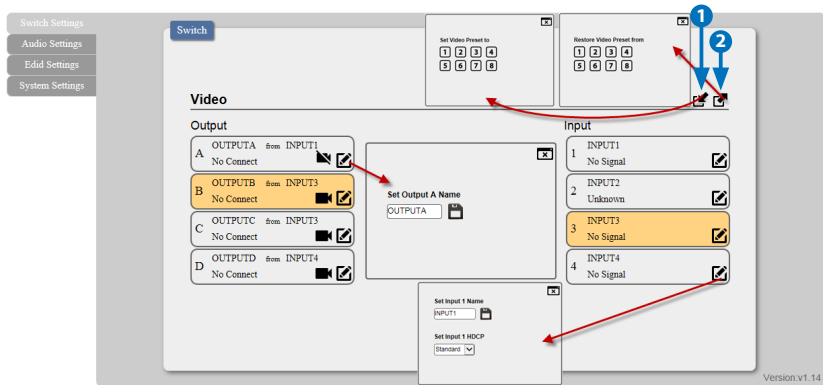 Switch Settings
Audio Settings
Edid Settings
System Settings
Switch
Set Video Preset to
1 2 3 4
5 6 7 8
Restore Video Preset from
1 2 3 4
5 6 7 8
1
2
Video
Output
A OUTPUTA from INPUT1
No Connect
B OUTPUTB from INPUT3
No Connect
C OUTPUTC from INPUT3
No Connect
D OUTPUTD from INPUT4
No Connect
Set Output A Name
OUTPUTA
Input
1 INPUT1
No Signal
2 INPUT2
Unknown
3 INPUT3
No Signal
4 INPUT4
No Signal
Set Input 1 Name
INPUT1
Set Input 1 HDCP
Standard
Version:v1.14